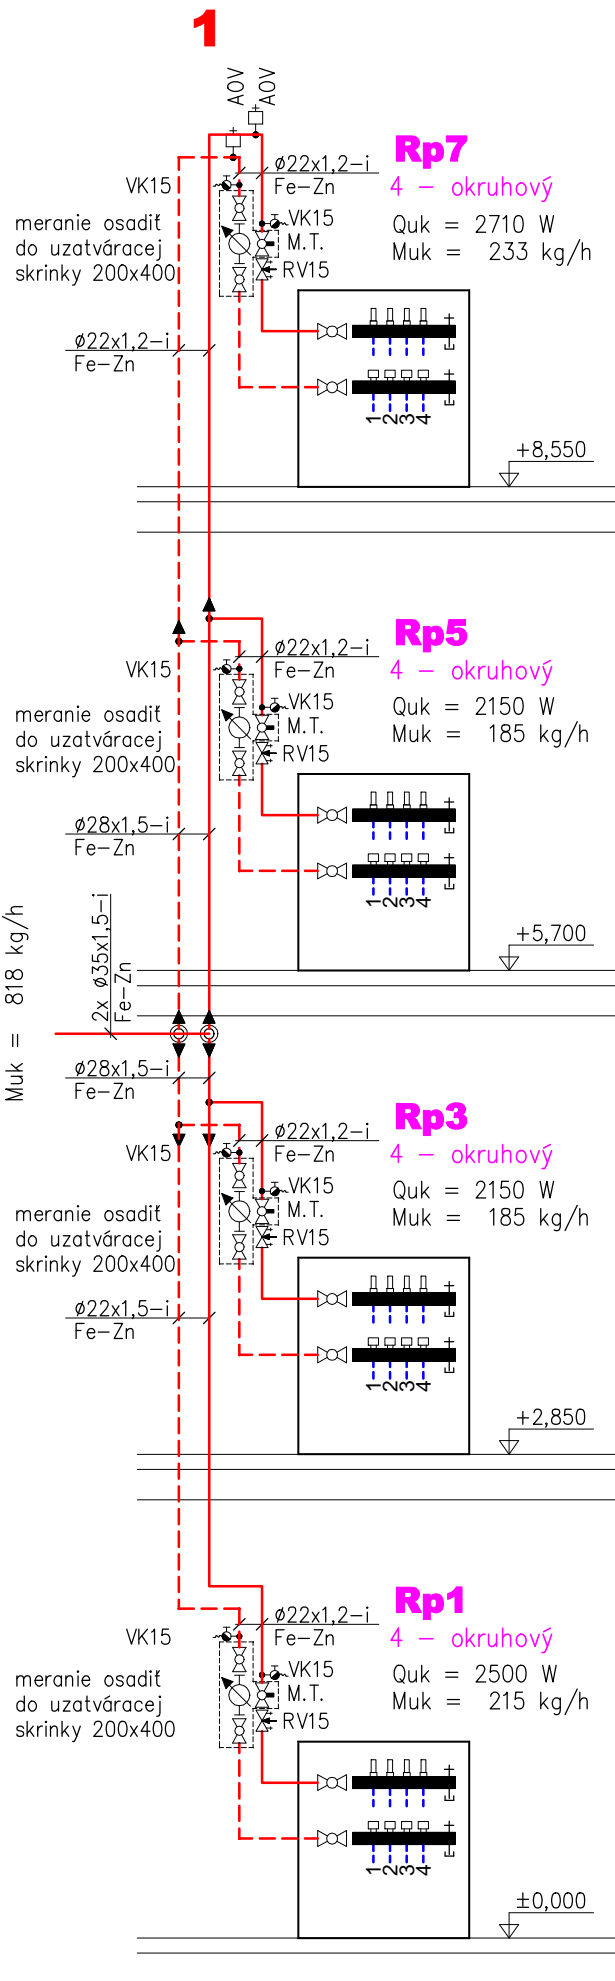 1
AOV
AOV
Rp7
ø22x1,2-i
Fe-Zn
4 - okruhový
VK15
meranie osadiť
do uzatváracej
skrinky 200x400
VK15
M.T.
RV15
Quk = 2710 W
Muk = 233 kg/h
ø22x1,2-i
Fe-Zn
1 2 3 4
+8,550
Rp5
ø22x1,2-i
Fe-Zn
4 - okruhový
VK15
meranie osadiť
do uzatváracej
skrinky 200x400
VK15
M.T.
RV15
Quk = 2150 W
Muk = 185 kg/h
ø28x1,5-i
Fe-Zn
1 2 3 4
+5,700
Muk = 818 kg/h
2x ø35x1,5-i
Fe-Zn
ø28x1,5-i
Fe-Zn
Rp3
ø22x1,2-i
Fe-Zn
4 - okruhový
VK15
meranie osadiť
do uzatváracej
skrinky 200x400
VK15
M.T.
RV15
Quk = 2150 W
Muk = 185 kg/h
ø22x1,5-i
Fe-Zn
1 2 3 4
+2,850
Rp1
ø22x1,2-i
Fe-Zn
4 - okruhový
VK15
meranie osadiť
do uzatváracej
skrinky 200x400
VK15
M.T.
RV15
Quk = 2500 W
Muk = 215 kg/h
1 2 3 4
±0,000